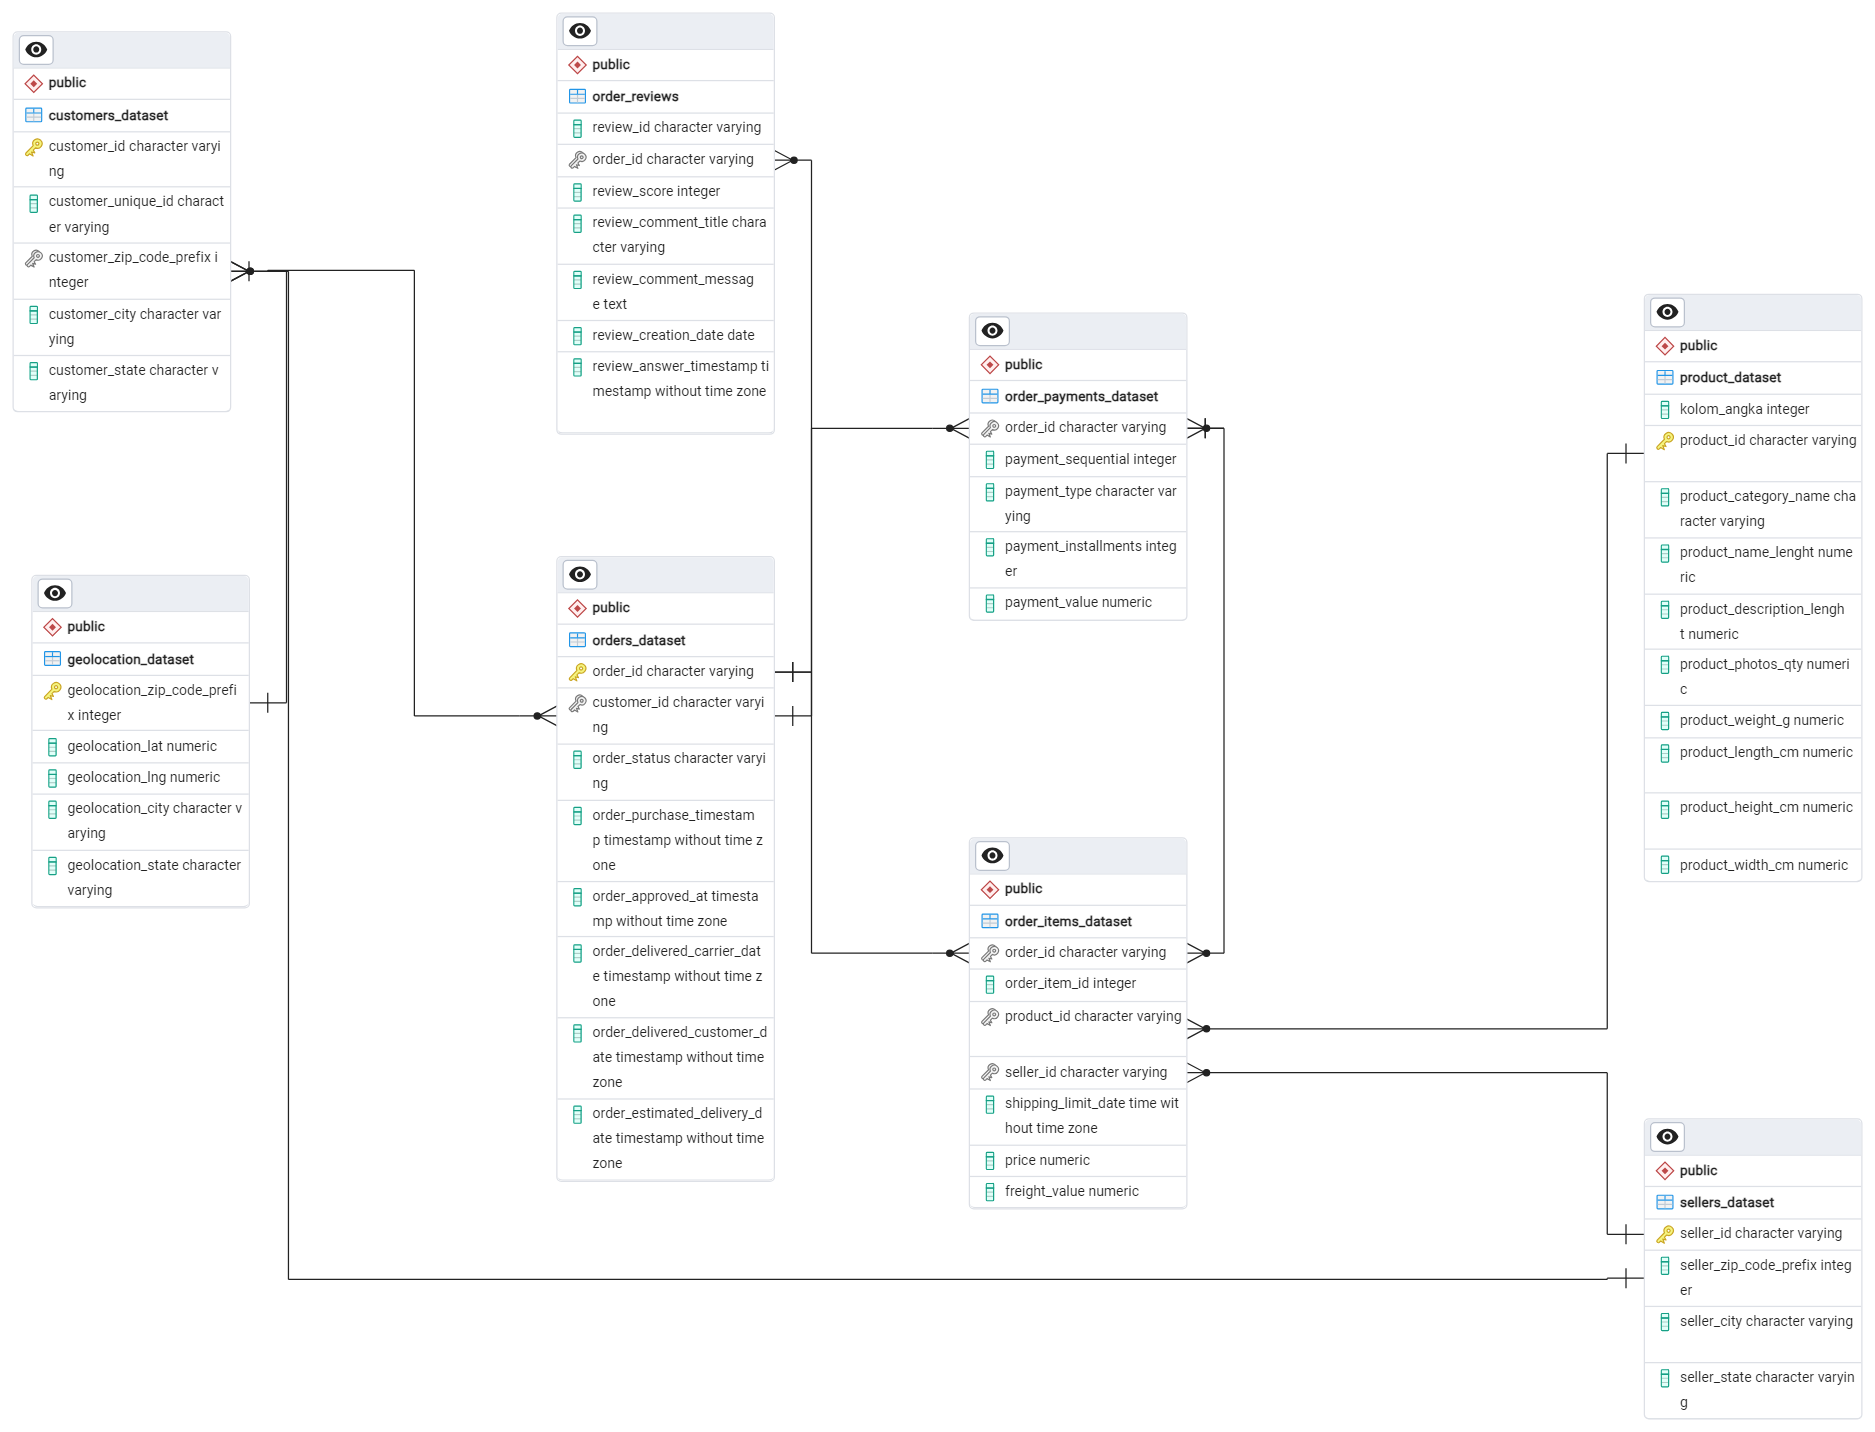 public
customers_dataset
customer_id character varyi
ng
customer_unique_id charact
er varying
customer_zip_code_prefix i
nteger
customer_city character var
ying
customer_state character v
arying
public
geolocation_dataset
geolocation_zip_code_prefi
x integer
geolocation_lat numeric
geolocation_lng numeric
geolocation_city character v
arying
geolocation_state character
varying
public
order_reviews
review_id character varying
order_id character varying
review_score integer
review_comment_title chara
cter varying
review_comment_messag
e text
review_creation_date date
review_answer_timestamp ti
mestamp without time zone
public
orders_dataset
order_id character varying
customer_id character varyi
ng
order_status character varyi
ng
order_purchase_timestam
p timestamp without time z
one
order_approved_at timesta
mp without time zone
order_delivered_carrier_dat
e timestamp without time z
one
order_delivered_customer_d
ate timestamp without time
zone
order_estimated_delivery_d
ate timestamp without time
zone
public
order_payments_dataset
order_id character varying
payment_sequential integer
payment_type character var
ying
payment_installments integ
er
payment_value numeric
public
order_items_dataset
order_id character varying
order_item_id integer
product_id character varying
seller_id character varying
shipping_limit_date time wit
hout time zone
price numeric
freight_value numeric
public
product_dataset
kolom_angka integer
product_id character varying
product_category_name cha
racter varying
product_name_lenght nume
ric
product_description_lengh
t numeric
product_photos_qty numeri
c
product_weight_g numeric
product_length_cm numeric
product_height_cm numeric
product_width_cm numeric
public
sellers_dataset
seller_id character varying
seller_zip_code_prefix integ
er
seller_city character varying
seller_state character varyin
g